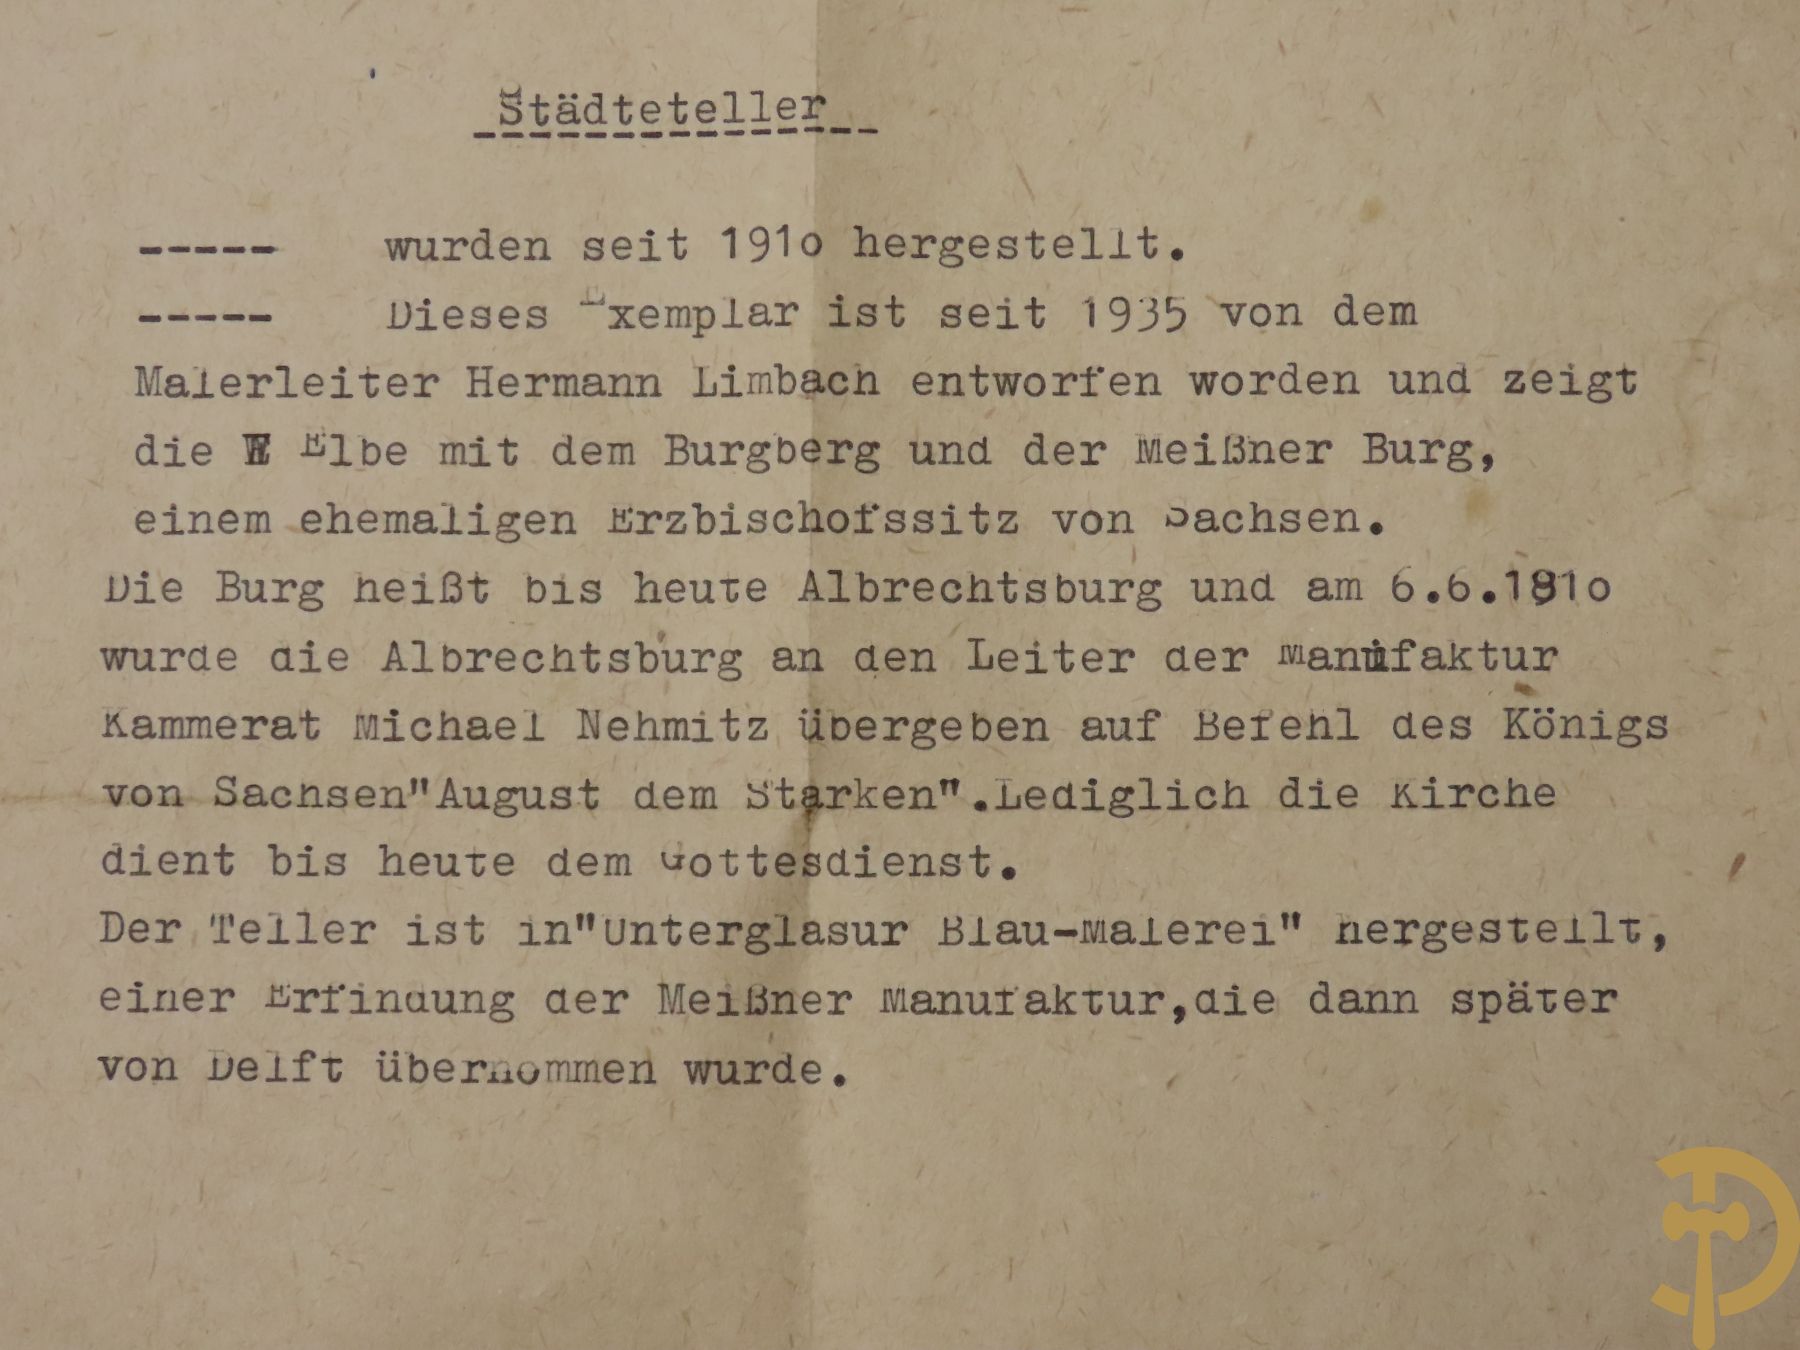 Städteteller
----- wurden seit 191o hergestellt.
----- Dieses Exemplar ist seit 1935 von dem
Malerleiter Hermann Limbach entworfen worden und zeigt
die Elbe mit dem Burgberg und der Meißner Burg,
einem ehemaligen Erzbischofssitz von Sachsen.
Die Burg heißt bis heute Albrechtsburg und am 6.6.
wurde die Albrechtsburg an den Leiter der Manufaktur
Kammerat Michael Nehmitz übergeben auf Befehl des Königs
von Sachsen"August dem Starken".Lediglich die Kirche
dient bis heute dem Gottesdienst.
Der Teller ist in"Unterglasur Blau-Malerei" hergestellt,
einer Erfindung der Meißner Manufaktur,die dann später
von Delft übernommen wurde.